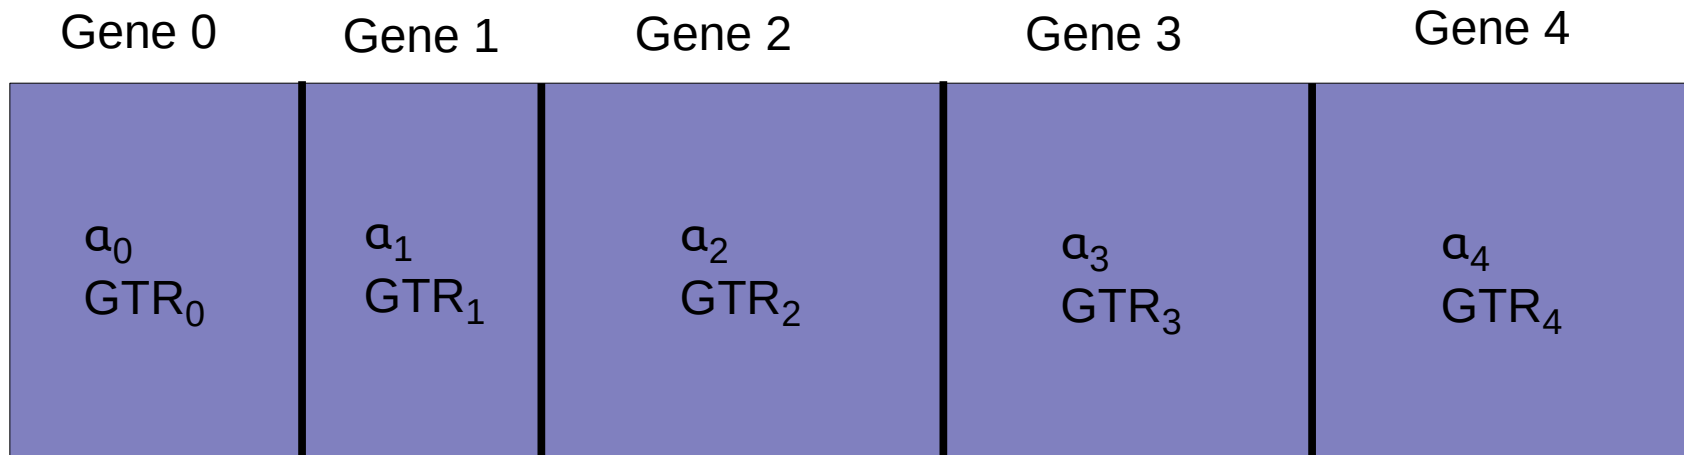 Gene 0 Gene 1 Gene 2 Gene 3 Gene 4
α₀ α₁ α₂ α₃ α₄
GTR₀ GTR₁ GTR₂ GTR₃ GTR₄